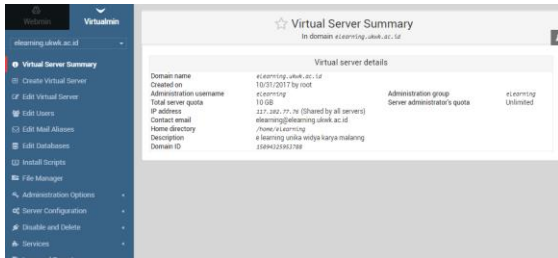 Webmin
Virtualmin
elearning.ukwk.ac.id
Virtual Server Summary
Create Virtual Server
Edit Virtual Server
Edit Users
Edit Mail Aliases
Edit Databases
Install Scripts
File Manager
Administration Options
Server Configuration
Disable and Delete
Services
Virtual Server Summary
In domain elearning.ukwk.ac.id
Virtual server details
Domain name elearning.ukwk.ac.id
Created on 10/31/2017 by root
Administration username elearning Administration group elearning
Total server quota 10 GB Server administrator's quota Unlimited
IP address 117.102.77.76 (Shared by all servers)
Contact email elearning@elearning.ukwk.ac.id
Home directory /home/elearning
Description e learning unika widya karya malanng
Domain ID